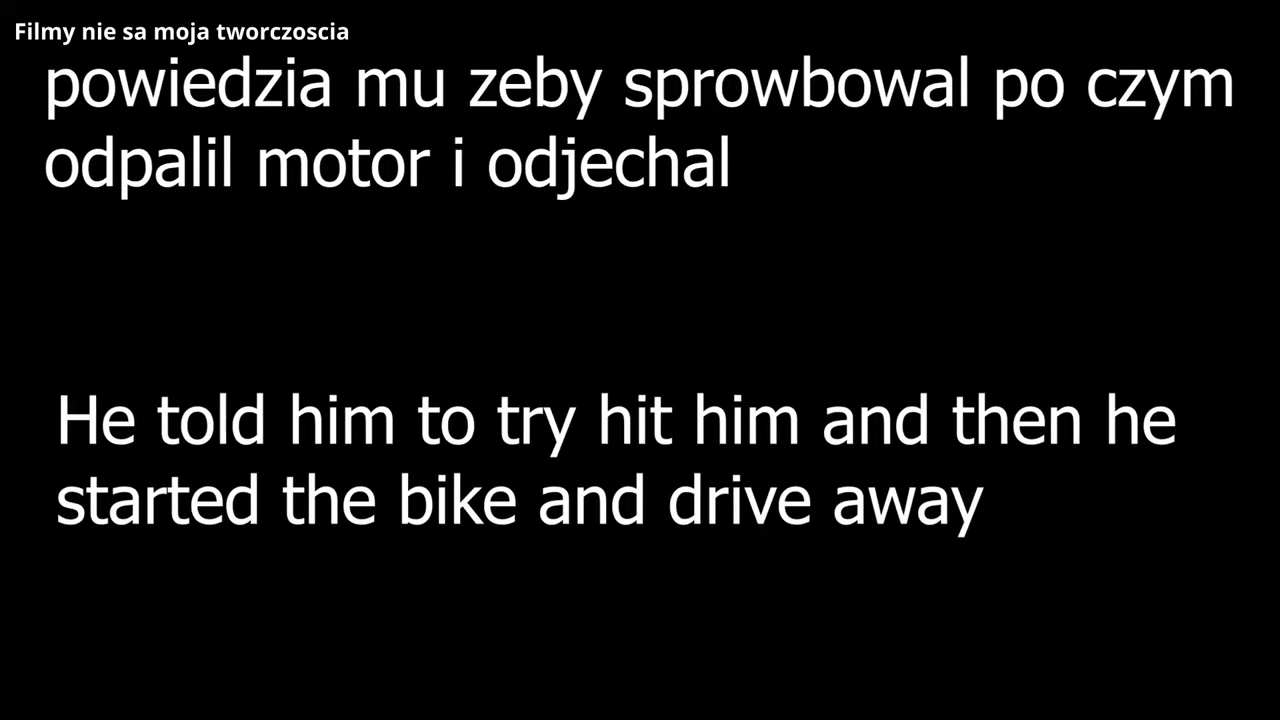 Filmy nie sa moja tworczoscia
powiedzia mu zeby sprowbowal po czym
odpalil motor i odjechal
He told him to try hit him and then he
started the bike and drive away